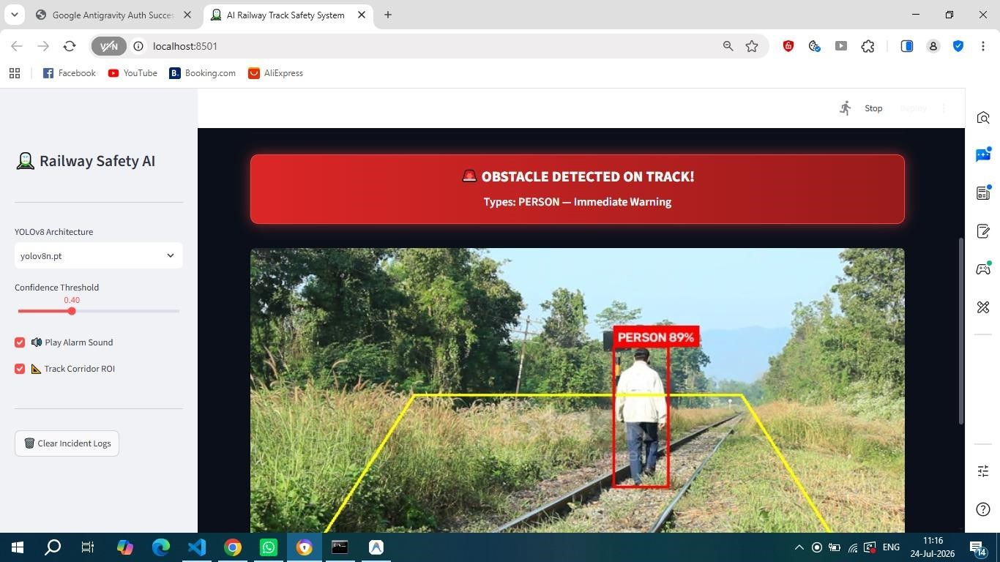 Google Antigravity Auth Succes
AI Railway Track Safety System
VPN
localhost:8501
Facebook
YouTube
B. Booking.com
AliExpress
Stop
Deploy
Railway Safety AI
YOLOv8 Architecture
yolov8n.pt
Confidence Threshold
0.40
Play Alarm Sound
Track Corridor ROI
Clear Incident Logs
OBSTACLE DETECTED ON TRACK!
Types: PERSON — Immediate Warning
PERSON 89%
ENG
11:16
24-Jul-2026
14